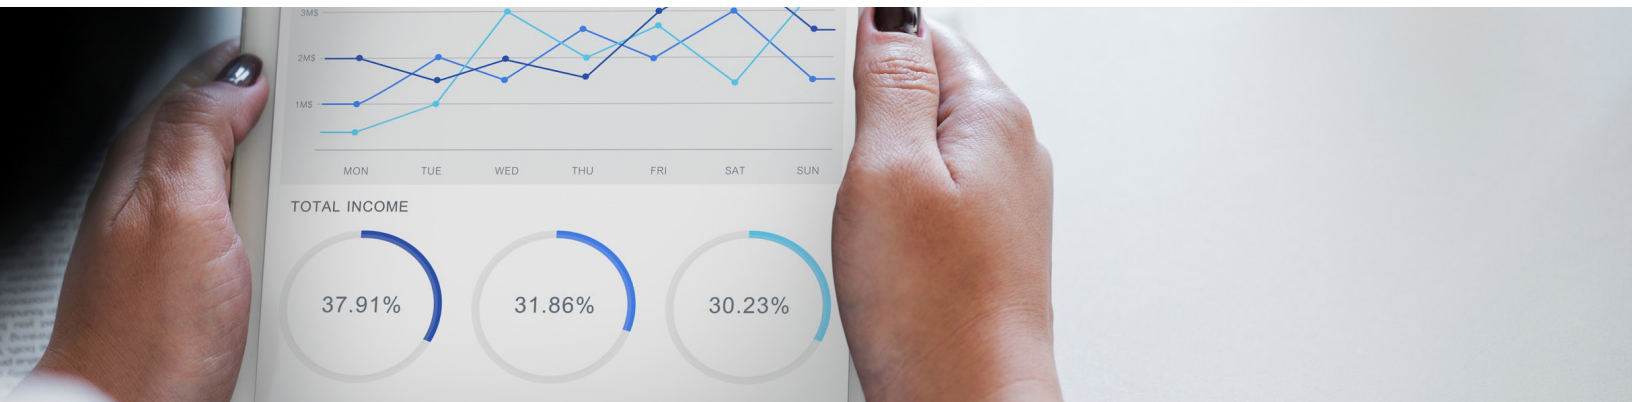 3M$
2M$
1M$
MON TUE WED THU FRI SAT SUN
TOTAL INCOME
37.91% 31.86% 30.23%